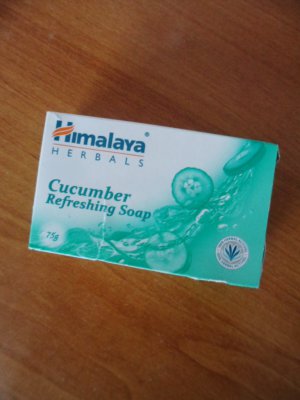 Himalaya®
HERBALS
Cucumber
Refreshing Soap
75g